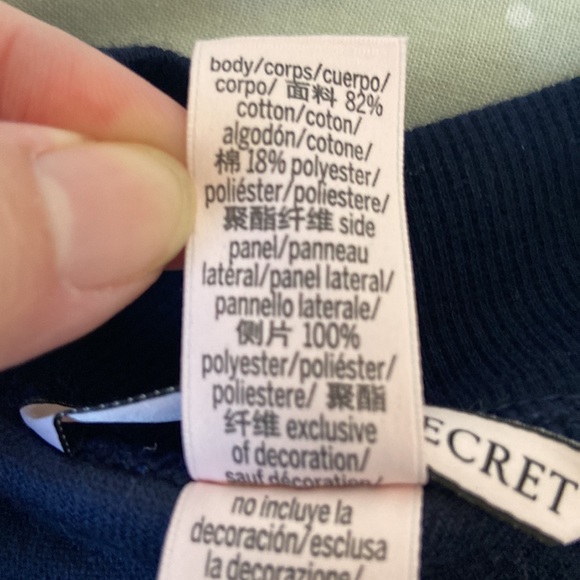 body/corps/cuerpo/
corpo/ 面料 82%
cotton/coton/
algodón/cotone/
棉 18% polyester/
poliéster/poliestere/
聚酯纤维 side
panel/panneau
latéral/panel lateral/
pannello laterale/
侧片 100%
polyester/poliéster/
poliestere/ 聚酯
纤维 exclusive
of decoration/
sauf décoration/
no incluye la
decoración/esclusa
la decorazione/
ECRET